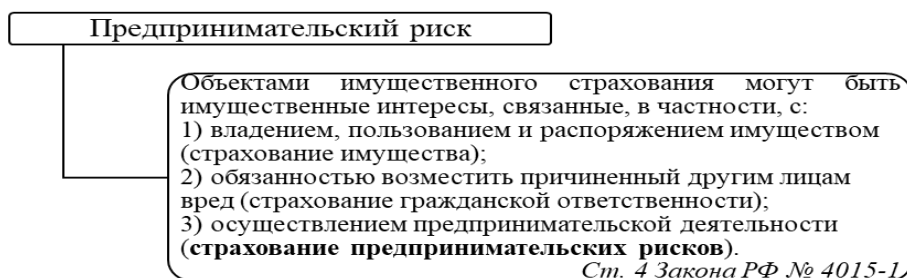 Предпринимательский риск
Объектами имущественного страхования могут быть
имущественные интересы, связанные, в частности, с:
1) владением, пользованием и распоряжением имуществом
(страхование имущества);
2) обязанностью возместить причиненный другим лицам
вред (страхование гражданской ответственности);
3) осуществлением предпринимательской деятельности
(страхование предпринимательских рисков).
Ст. 4 Закона РФ № 4015-1